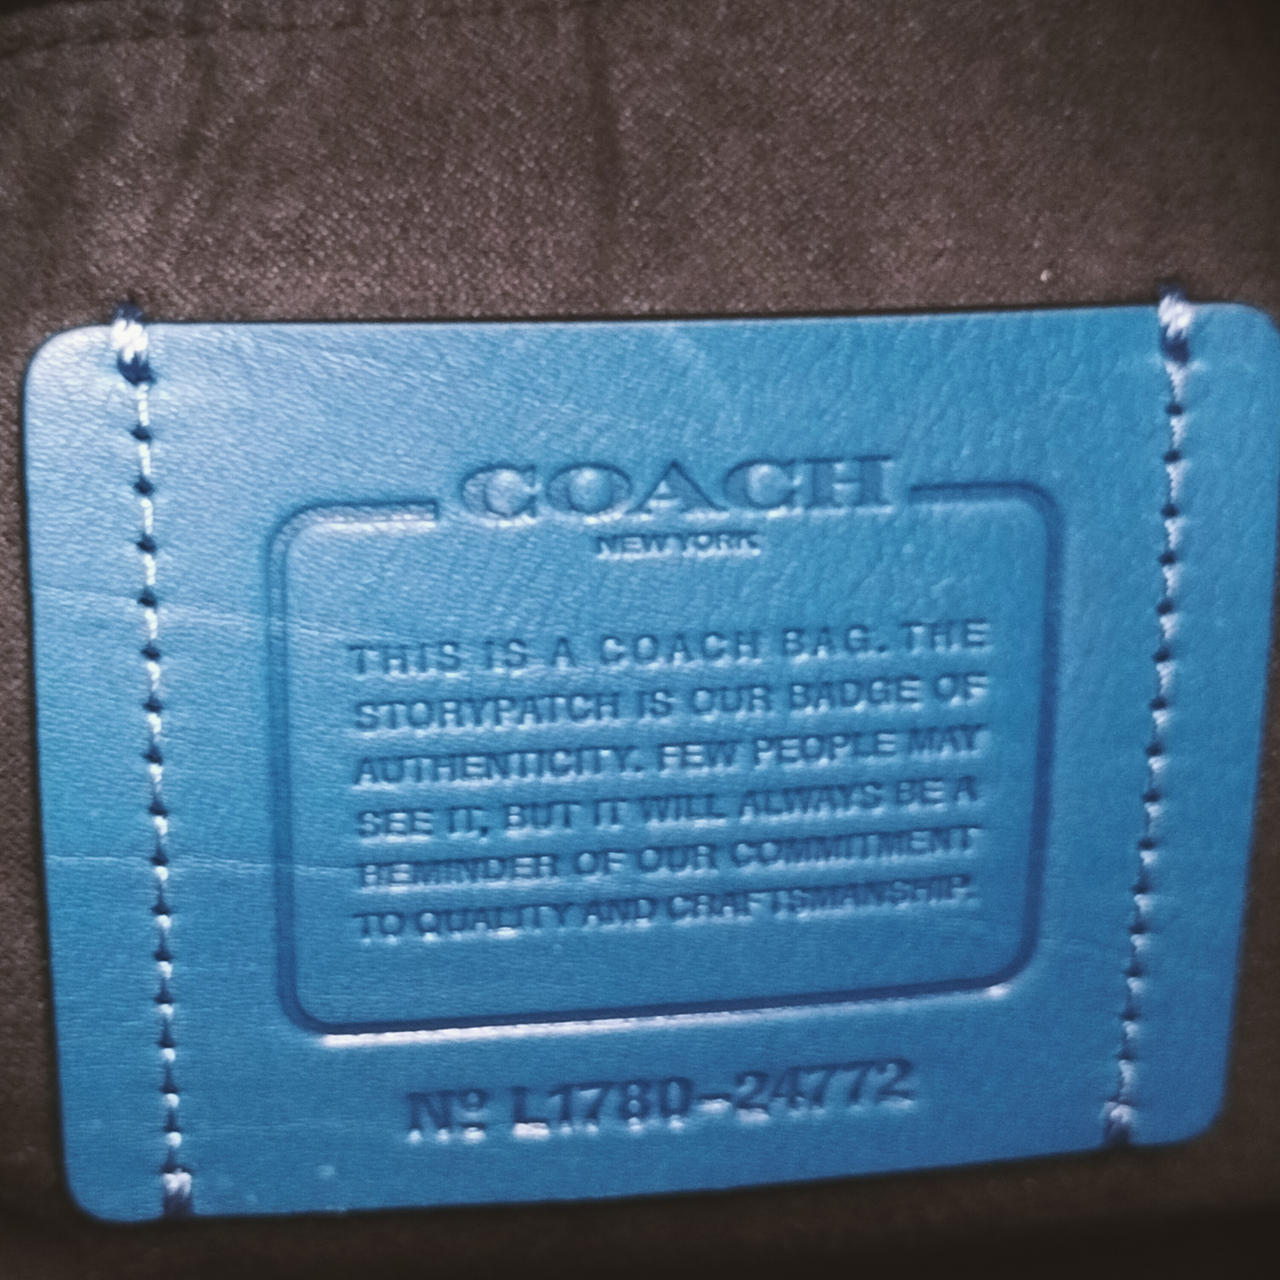 COACH
NEW YORK
THIS IS A COACH BAG. THE
STORYPATCH IS OUR BADGE OF
AUTHENTICITY. FEW PEOPLE MAY
SEE IT, BUT IT WILL ALWAYS BE A
REMINDER OF OUR COMMITMENT
TO QUALITY AND CRAFTSMANSHIP.
Nº L1780-24772